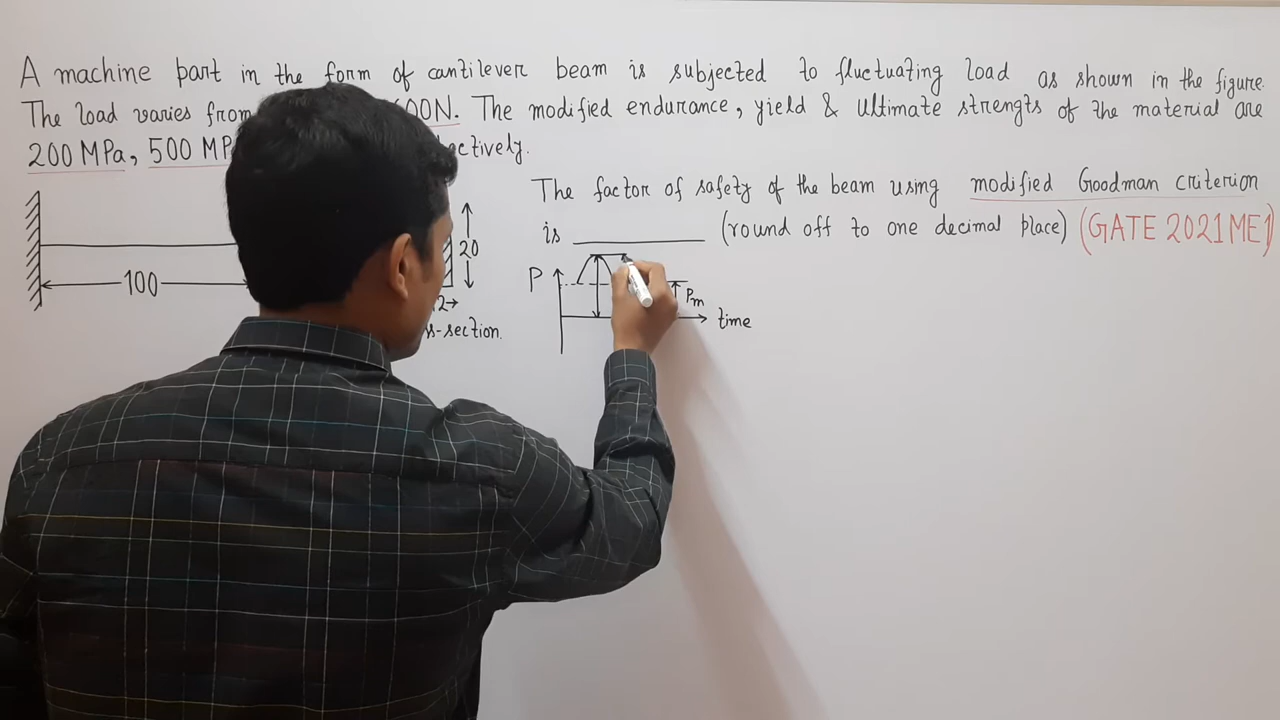 A machine part in the form of cantilever beam is subjected to fluctuating load as shown in the figure.
The load varies from 600N. The modified endurance, yield & ultimate strengts of the material are
200 MPa, 500 MP ectively.
The factor of safety of the beam using modified Goodman criterion
is ________ (round off to one decimal place) (GATE 2021 ME1)
100
20
12
s-section.
P
Pm
time